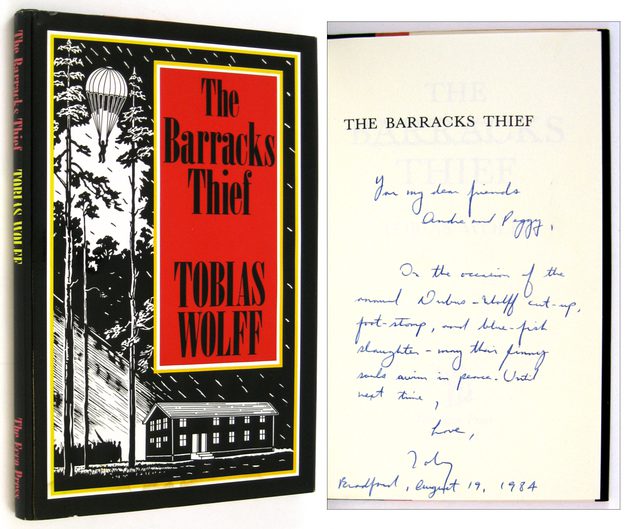 The Barracks Thief
TOBIAS WOLFF
The Ecco Press
The
Barracks
Thief
TOBIAS
WOLFF
THE BARRACKS THIEF
For my dear friends
Andre and Peggy,
On the occasion of the
annual Dubus-Wolff cut-up,
foot-stomp, and blue-fish
slaughter - may their finny
souls swim in peace. Until
next time,
Love,
Toby
Bradford, August 19, 1984